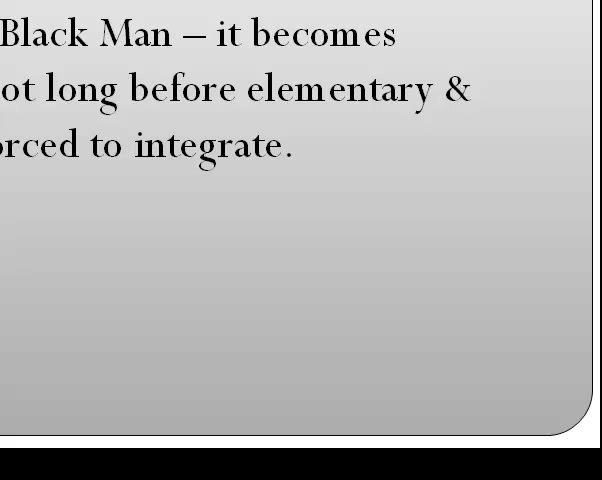 Black Man – it becomes
ot long before elementary &
orced to integrate.